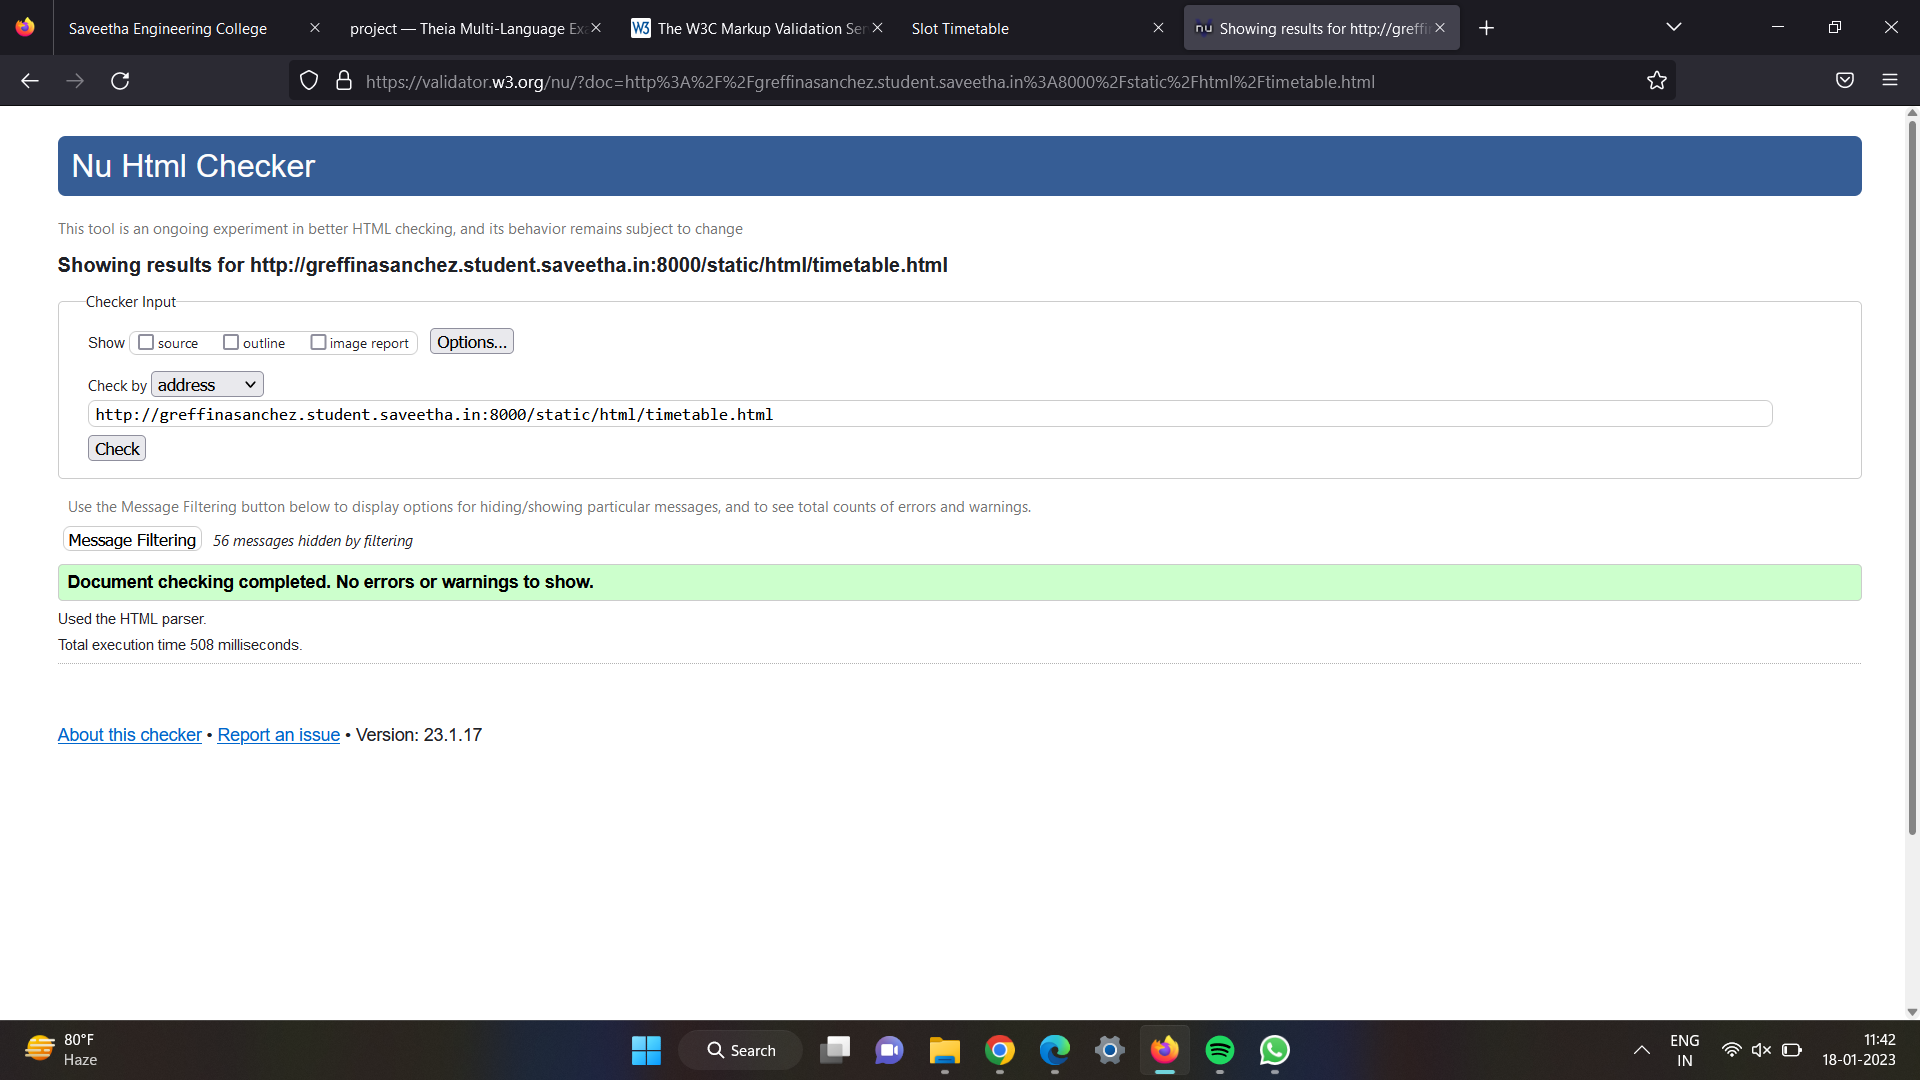 Saveetha Engineering College
project — Theia Multi-Language Exa
The W3C Markup Validation Ser
Slot Timetable
nu Showing results for http://greffin
https://validator.w3.org/nu/?doc=http%3A%2F%2Fgreffinasanchez.student.saveetha.in%3A8000%2Fstatic%2Fhtml%2Ftimetable.html
Nu Html Checker
This tool is an ongoing experiment in better HTML checking, and its behavior remains subject to change
Showing results for http://greffinasanchez.student.saveetha.in:8000/static/html/timetable.html
Checker Input
Show source outline image report Options...
Check by address
http://greffinasanchez.student.saveetha.in:8000/static/html/timetable.html
Check
Use the Message Filtering button below to display options for hiding/showing particular messages, and to see total counts of errors and warnings.
Message Filtering 56 messages hidden by filtering
Document checking completed. No errors or warnings to show.
Used the HTML parser.
Total execution time 508 milliseconds.
About this checker • Report an issue • Version: 23.1.17
80°F
Haze
Search
ENG
IN
11:42
18-01-2023